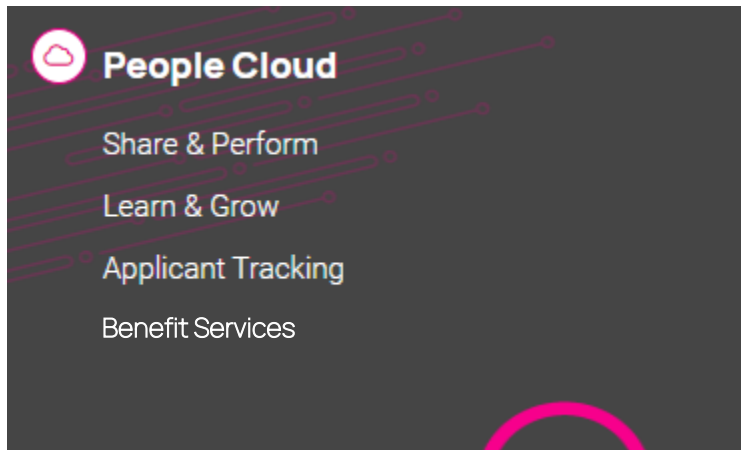 People Cloud
Share & Perform
Learn & Grow
Applicant Tracking
Benefit Services